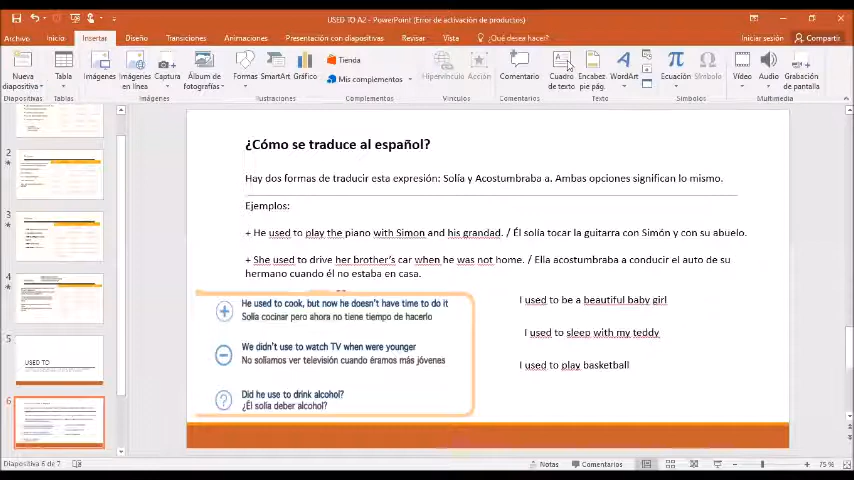 USED TO A2 - PowerPoint (Error de activación de productos)
Archivo Inicio Insertar Diseño Transiciones Animaciones Presentación con diapositivas Revisar Vista ¿Qué desea hacer? Iniciar sesión Compartir
Nueva diapositiva
Tabla
Imágenes
Imágenes en línea
Captura
Álbum de fotografías
Formas
SmartArt
Gráfico
Tienda
Mis complementos
Hipervínculo
Acción
Comentario
Cuadro de texto
Encabez. pie pág.
WordArt
Ecuación
Símbolo
Vídeo
Audio
Grabación de pantalla
Diapositivas Tablas Imágenes Ilustraciones Complementos Vínculos Comentarios Texto Símbolos Multimedia
2
3
4
5
USED TO
6
¿Cómo se traduce al español?
Hay dos formas de traducir esta expresión: Solía y Acostumbraba a. Ambas opciones significan lo mismo.
Ejemplos:
+ He used to play the piano with Simon and his grandad. / Él solía tocar la guitarra con Simón y con su abuelo.
+ She used to drive her brother's car when he was not home. / Ella acostumbraba a conducir el auto de su
hermano cuando él no estaba en casa.
He used to cook, but now he doesn't have time to do it
Solía cocinar pero ahora no tiene tiempo de hacerlo
We didn't use to watch TV when were younger
No solíamos ver televisión cuando éramos más jóvenes
Did he use to drink alcohol?
¿Él solía deber alcohol?
I used to be a beautiful baby girl
I used to sleep with my teddy
I used to play basketball
Diapositiva 6 de 7
Notas
Comentarios
75 %